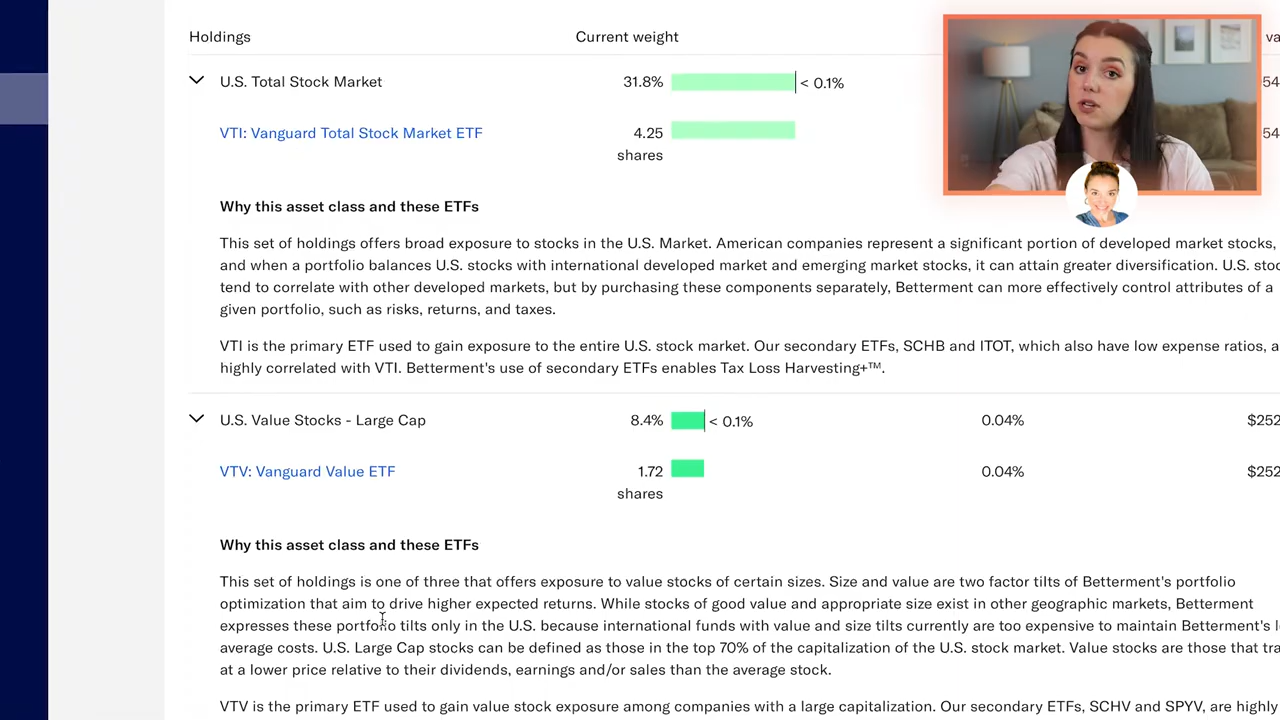 Holdings Current weight va
U.S. Total Stock Market 31.8% < 0.1% 54
VTI: Vanguard Total Stock Market ETF 4.25 54
shares
Why this asset class and these ETFs
This set of holdings offers broad exposure to stocks in the U.S. Market. American companies represent a significant portion of developed market stocks,
and when a portfolio balances U.S. stocks with international developed market and emerging market stocks, it can attain greater diversification. U.S. stoc
tend to correlate with other developed markets, but by purchasing these components separately, Betterment can more effectively control attributes of a
given portfolio, such as risks, returns, and taxes.
VTI is the primary ETF used to gain exposure to the entire U.S. stock market. Our secondary ETFs, SCHB and ITOT, which also have low expense ratios, a
highly correlated with VTI. Betterment's use of secondary ETFs enables Tax Loss Harvesting+™.
U.S. Value Stocks - Large Cap 8.4% < 0.1% 0.04% $252
VTV: Vanguard Value ETF 1.72 0.04% $252
shares
Why this asset class and these ETFs
This set of holdings is one of three that offers exposure to value stocks of certain sizes. Size and value are two factor tilts of Betterment's portfolio
optimization that aim to drive higher expected returns. While stocks of good value and appropriate size exist in other geographic markets, Betterment
expresses these portfolio tilts only in the U.S. because international funds with value and size tilts currently are too expensive to maintain Betterment's l
average costs. U.S. Large Cap stocks can be defined as those in the top 70% of the capitalization of the U.S. stock market. Value stocks are those that tra
at a lower price relative to their dividends, earnings and/or sales than the average stock.
VTV is the primary ETF used to gain value stock exposure among companies with a large capitalization. Our secondary ETFs, SCHV and SPYV, are highly